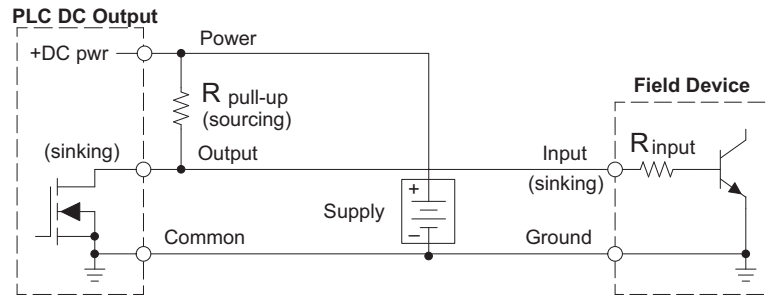 PLC DC Output
+DC pwr
Power
R pull-up
(sourcing)
Field Device
(sinking)
Output
Input
(sinking)
R input
+
Supply
–
Common
Ground